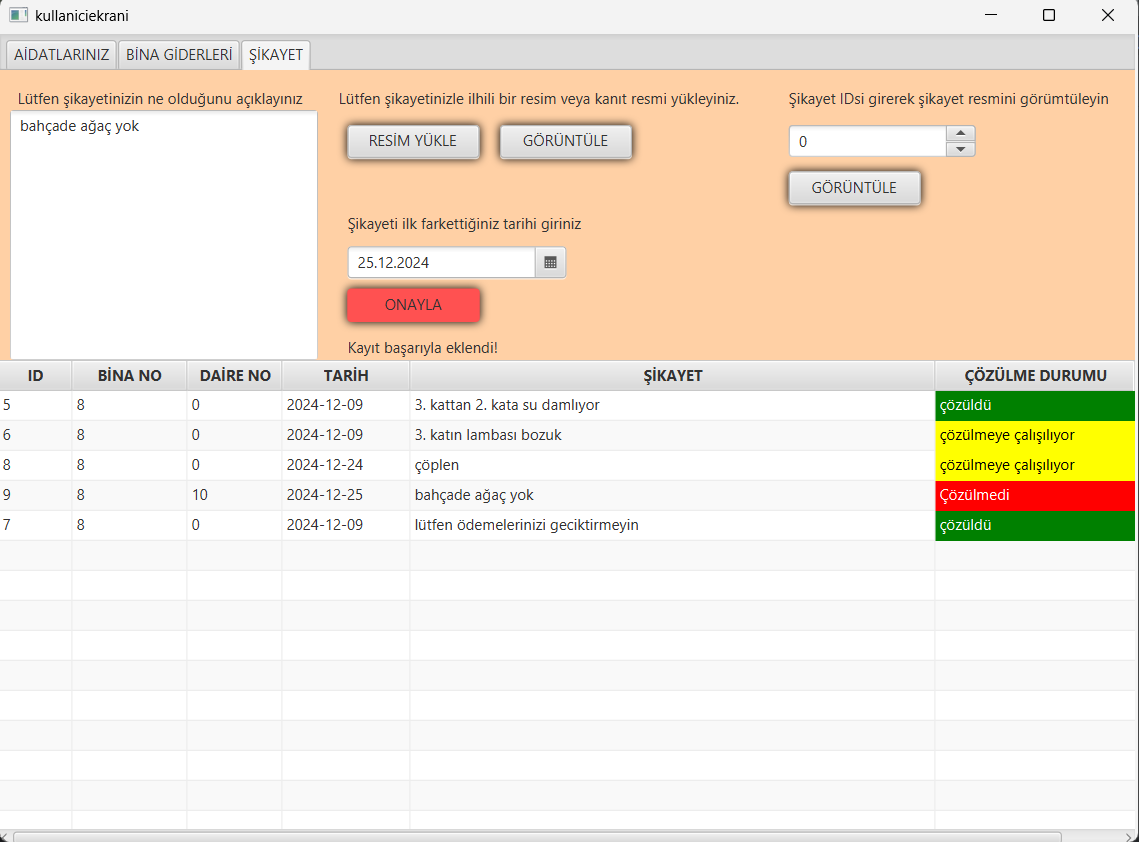 kullaniciekrani
AİDATLARINIZ BİNA GİDERLERİ ŞİKAYET
Lütfen şikayetinizin ne olduğunu açıklayınız
bahçade ağaç yok
Lütfen şikayetinizle ilhili bir resim veya kanıt resmi yükleyiniz.
RESİM YÜKLE GÖRÜNTÜLE
Şikayeti ilk farkettiğiniz tarihi giriniz
25.12.2024
ONAYLA
Kayıt başarıyla eklendi!
Şikayet IDsi girerek şikayet resmini görümtüleyin
0
GÖRÜNTÜLE
ID BİNA NO DAİRE NO TARİH ŞİKAYET ÇÖZÜLME DURUMU
5 8 0 2024-12-09 3. kattan 2. kata su damlıyor çözüldü
6 8 0 2024-12-09 3. katın lambası bozuk çözülmeye çalışılıyor
8 8 0 2024-12-24 çöplen çözülmeye çalışılıyor
9 8 10 2024-12-25 bahçade ağaç yok Çözülmedi
7 8 0 2024-12-09 lütfen ödemelerinizi geciktirmeyin çözüldü